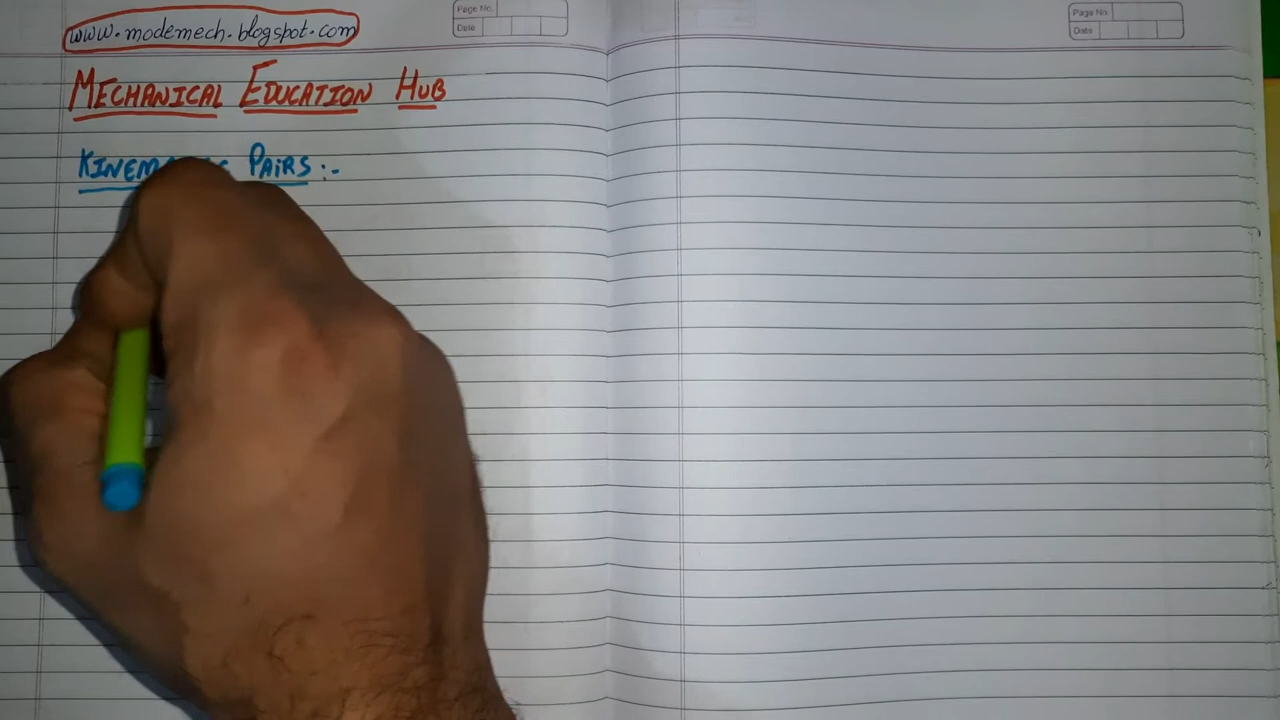 www.modemech.blogspot.com
Page No.
Date
Page No.
Date
MECHANICAL EDUCATION HUB
PAIRS :-